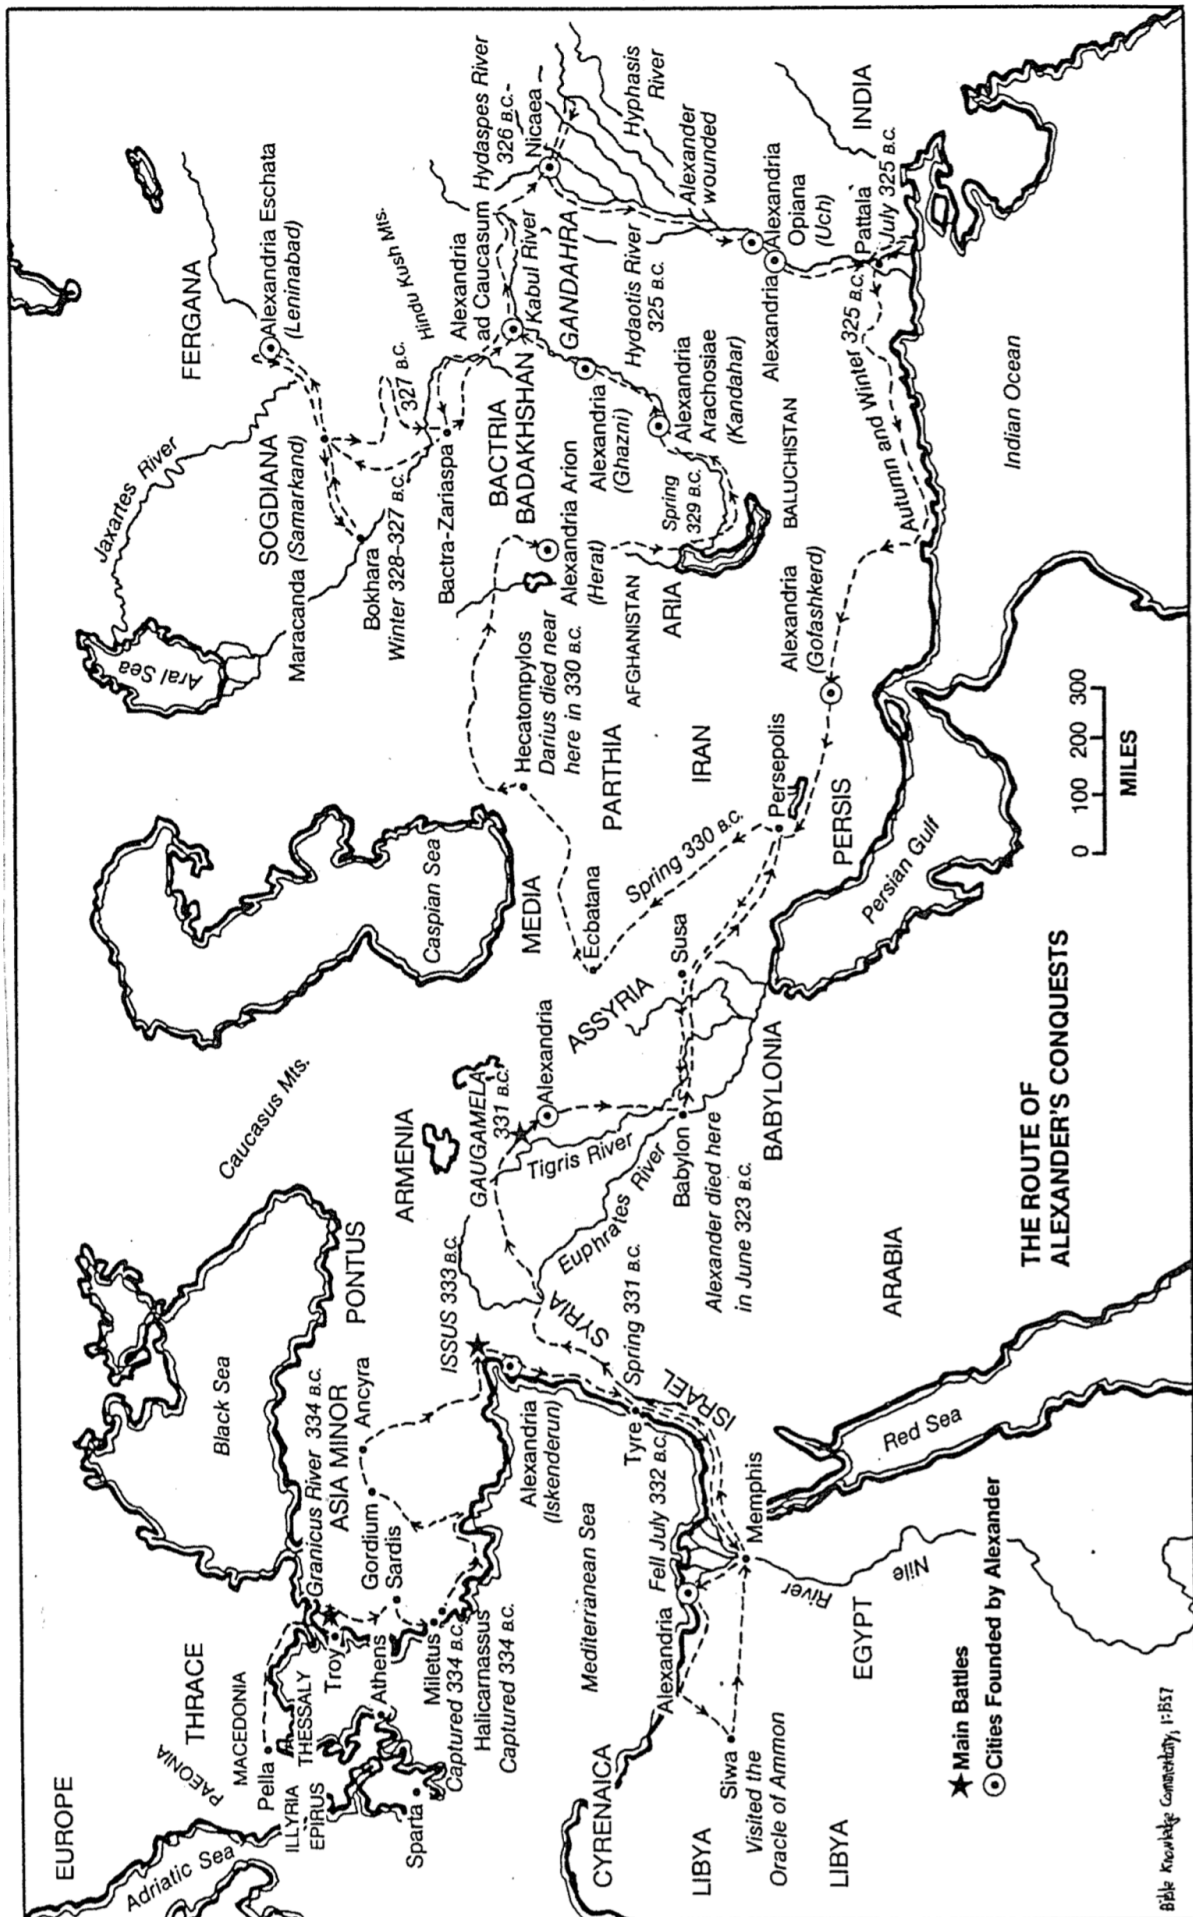 EUROPE
Adriatic Sea
PAEONIA
THRACE
MACEDONIA
Pella
ILLYRIA
EPIRUS
THESSALY
Troy
Athens
Sparta
Granicus River 334 B.C.
ASIA MINOR
Gordium
Ancyra
Sardis
Miletus
Captured 334 B.C.
Halicarnassus
Captured 334 B.C.
Black Sea
PONTUS
Caucasus Mts.
ARMENIA
ISSUS 333 B.C.
Alexandria
(Iskenderun)
Mediterranean Sea
SYRIA
Tyre
Fell July 332 B.C.
Spring 331 B.C.
ISRAEL
CYRENAICA
LIBYA
Siwa
Visited the
Oracle of Ammon
LIBYA
Alexandria
Memphis
EGYPT
Nile
River
Red Sea
ARABIA
GAUGAMELA
331 B.C.
Alexandria
Tigris River
Euphrates River
Babylon
Alexander died here
in June 323 B.C.
BABYLONIA
ASSYRIA
Susa
Caspian Sea
MEDIA
Ecbatana
Spring 330 B.C.
Persepolis
PERSIS
Persian Gulf
Hecatompylos
Darius died near
here in 330 B.C.
PARTHIA
IRAN
AFGHANISTAN
ARIA
Aral Sea
Jaxartes River
FERGANA
Alexandria Eschata
(Leninabad)
SOGDIANA
Maracanda (Samarkand)
Bokhara
Winter 328–327 B.C.
327 B.C.
Hindu Kush Mts.
Bactra-Zariaspa
BACTRIA
BADAKHSHAN
Alexandria Arion
(Herat)
Alexandria
ad Caucasum
Kabul River
GANDAHRA
Alexandria
(Ghazni)
Spring
329 B.C.
Alexandria
Arachosiae
(Kandahar)
Hydaspes River
326 B.C.-
Nicaea
Hyphasis
River
Hydaotis River
325 B.C.
Alexander
wounded
Alexandria
Alexandria
Opiana
(Uch)
INDIA
Pattala
July 325 B.C.
BALUCHISTAN
Autumn and Winter 325 B.C.
Alexandria
(Gofashkerd)
Indian Ocean
0 100 200 300
MILES
THE ROUTE OF
ALEXANDER'S CONQUESTS
Main Battles
Cities Founded by Alexander
Bible Knowledge Commentary, 1:1357